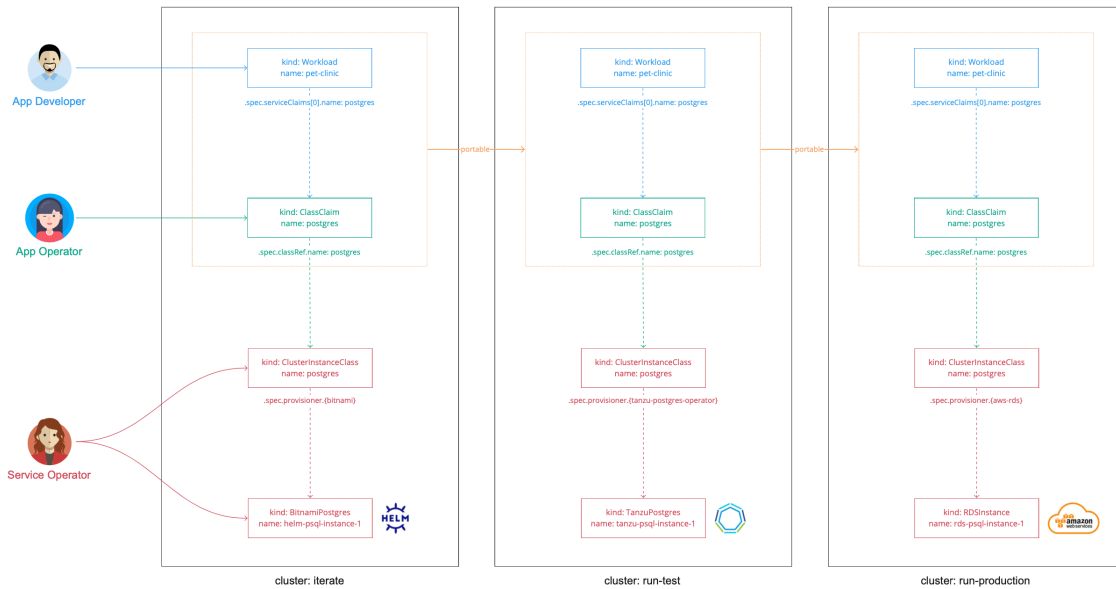 App Developer
App Operator
Service Operator
kind: Workload
name: pet-clinic
.spec.serviceClaims[0].name: postgres
kind: ClassClaim
name: postgres
.spec.classRef.name: postgres
kind: ClusterInstanceClass
name: postgres
.spec.provisioner.{bitnami}
kind: BitnamiPostgres
name: helm-psql-instance-1
HELM
cluster: iterate
portable
kind: Workload
name: pet-clinic
.spec.serviceClaims[0].name: postgres
kind: ClassClaim
name: postgres
.spec.classRef.name: postgres
kind: ClusterInstanceClass
name: postgres
.spec.provisioner.{tanzu-postgres-operator}
kind: TanzuPostgres
name: tanzu-psql-instance-1
cluster: run-test
portable
kind: Workload
name: pet-clinic
.spec.serviceClaims[0].name: postgres
kind: ClassClaim
name: postgres
.spec.classRef.name: postgres
kind: ClusterInstanceClass
name: postgres
.spec.provisioner.{aws-rds}
kind: RDSInstance
name: rds-psql-instance-1
amazon
webservices
cluster: run-production